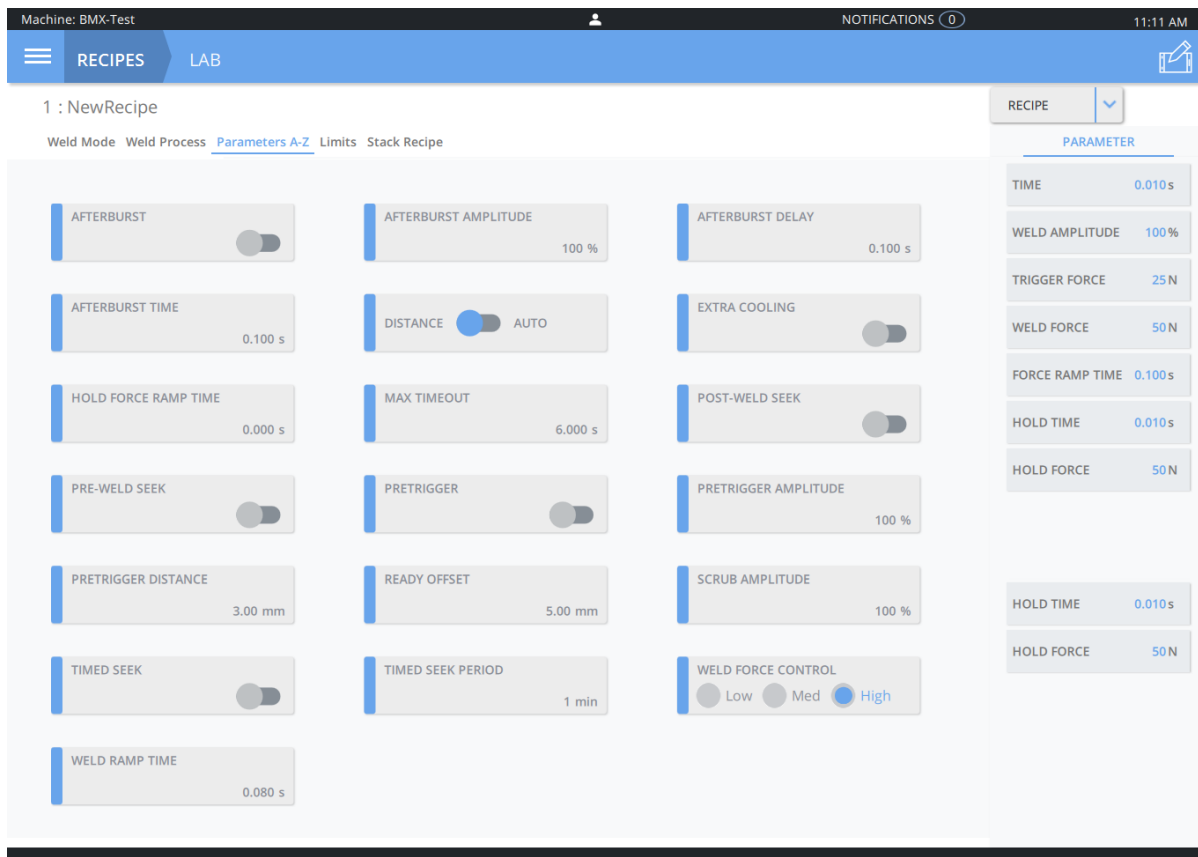 Machine: BMX-Test
NOTIFICATIONS 0
11:11 AM
RECIPES LAB
1 : NewRecipe
RECIPE
Weld Mode Weld Process Parameters A-Z Limits Stack Recipe
PARAMETER
AFTERBURST
AFTERBURST AMPLITUDE
100 %
AFTERBURST DELAY
0.100 s
AFTERBURST TIME
0.100 s
DISTANCE AUTO
EXTRA COOLING
HOLD FORCE RAMP TIME
0.000 s
MAX TIMEOUT
6.000 s
POST-WELD SEEK
PRE-WELD SEEK
PRETRIGGER
PRETRIGGER AMPLITUDE
100 %
PRETRIGGER DISTANCE
3.00 mm
READY OFFSET
5.00 mm
SCRUB AMPLITUDE
100 %
TIMED SEEK
TIMED SEEK PERIOD
1 min
WELD FORCE CONTROL
Low Med High
WELD RAMP TIME
0.080 s
TIME 0.010 s
WELD AMPLITUDE 100 %
TRIGGER FORCE 25 N
WELD FORCE 50 N
FORCE RAMP TIME 0.100 s
HOLD TIME 0.010 s
HOLD FORCE 50 N
HOLD TIME 0.010 s
HOLD FORCE 50 N